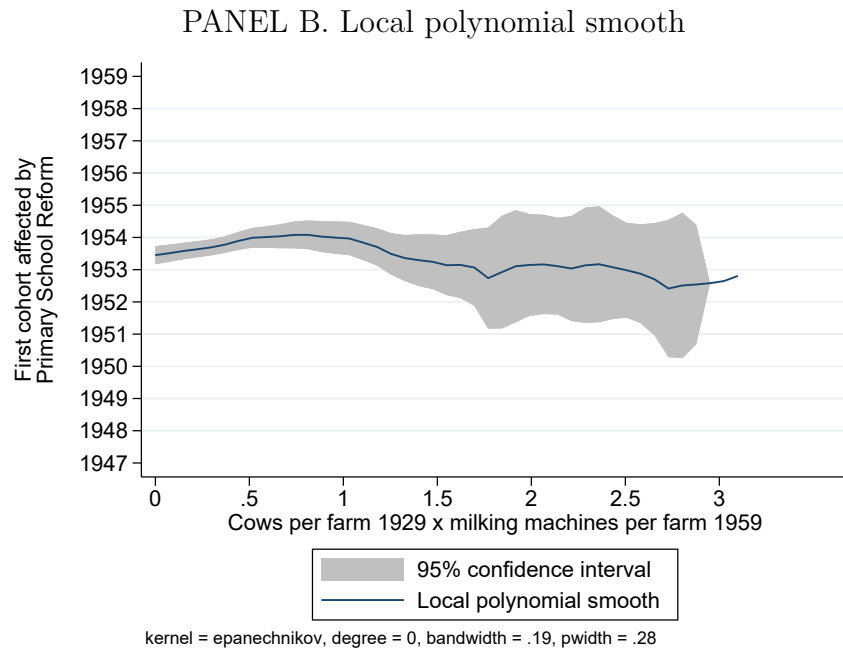 PANEL B. Local polynomial smooth
First cohort affected by
Primary School Reform
1959
1958
1957
1956
1955
1954
1953
1952
1951
1950
1949
1948
1947
0 .5 1 1.5 2 2.5 3
Cows per farm 1929 x milking machines per farm 1959
95% confidence interval
Local polynomial smooth
kernel = epanechnikov, degree = 0, bandwidth = .19, pwidth = .28